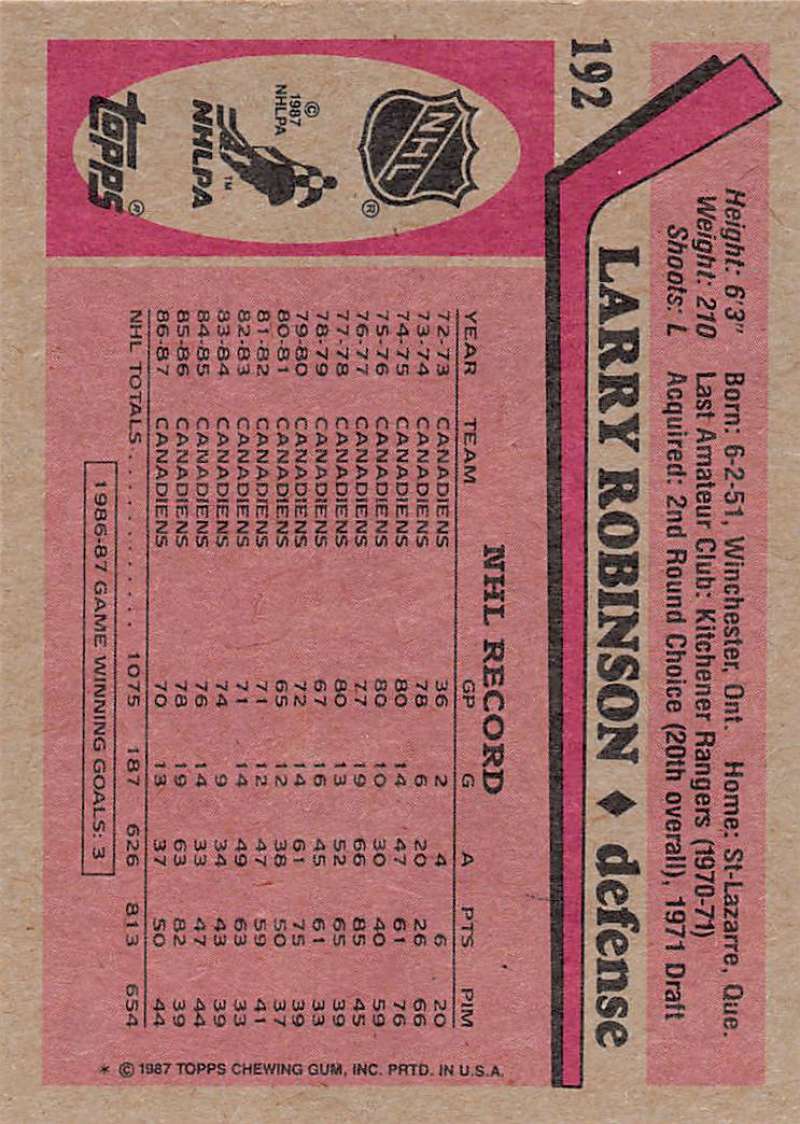 192
Height: 6'3" Born: 6-2-51, Winchester, Ont. Home: St-Lazarre, Que.
Weight: 210 Last Amateur Club: Kitchener Rangers (1970-71)
Shoots: L Acquired: 2nd Round Choice (20th overall), 1971 Draft
LARRY ROBINSON ♦ defense
NHL ®
© 1987 NHLPA
NHLPA ™
Topps ®
NHL RECORD
YEAR TEAM GP G A PTS PIM
72-73 CANADIENS 36 2 4 6 20
73-74 CANADIENS 78 6 20 26 66
74-75 CANADIENS 80 14 47 61 76
75-76 CANADIENS 80 10 30 40 59
76-77 CANADIENS 77 19 66 85 45
77-78 CANADIENS 80 13 52 65 39
78-79 CANADIENS 67 16 45 61 33
79-80 CANADIENS 72 14 61 75 39
80-81 CANADIENS 65 12 38 50 37
81-82 CANADIENS 71 12 47 59 41
82-83 CANADIENS 71 14 49 63 33
83-84 CANADIENS 74 9 34 43 39
84-85 CANADIENS 76 14 33 47 44
85-86 CANADIENS 78 19 63 82 39
86-87 CANADIENS 70 13 37 50 44
NHL TOTALS . . . . . . . . . . . . 1075 187 626 813 654
1986-87 GAME WINNING GOALS: 3
* © 1987 TOPPS CHEWING GUM, INC. PRTD. IN U.S.A.